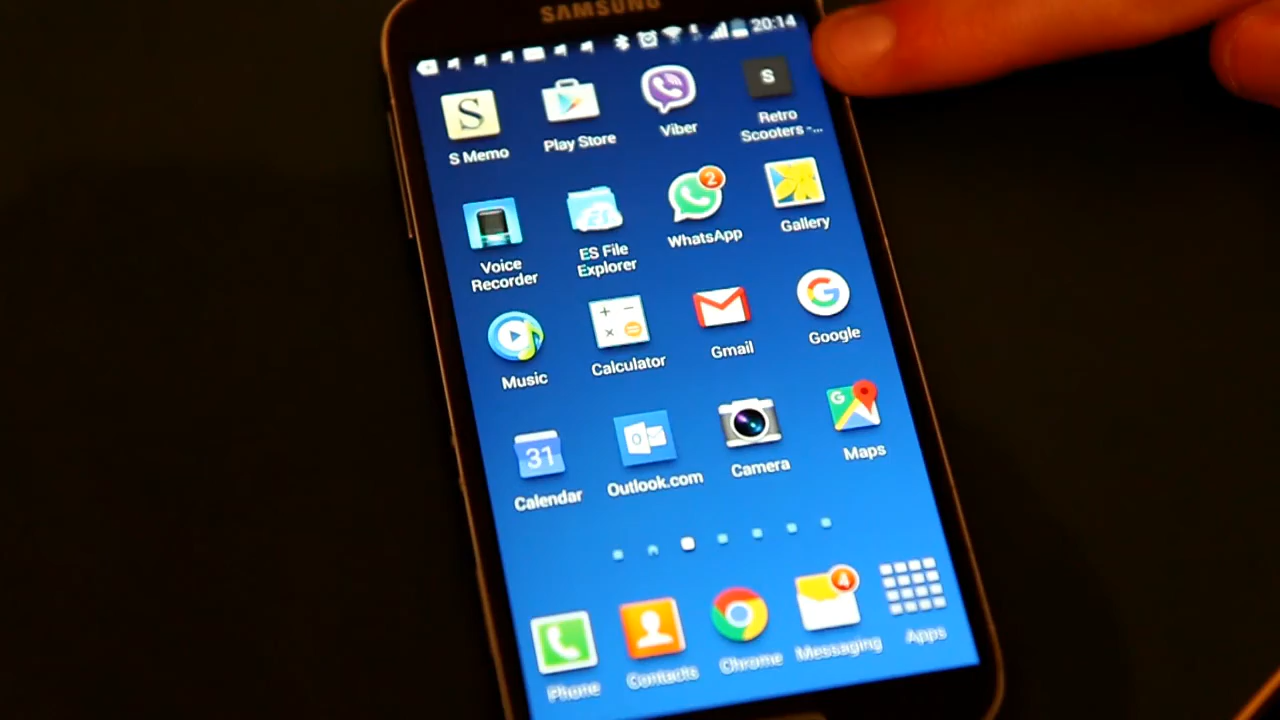 SAMSUNG
20:14
S
S
S Memo
Play Store
Viber
Retro
Scooters -...
2
Voice
Recorder
ES File
Explorer
WhatsApp
Gallery
Music
Calculator
Gmail
Google
31
Calendar
Outlook.com
Camera
Maps
4
Phone
Contacts
Chrome
Messaging
Apps